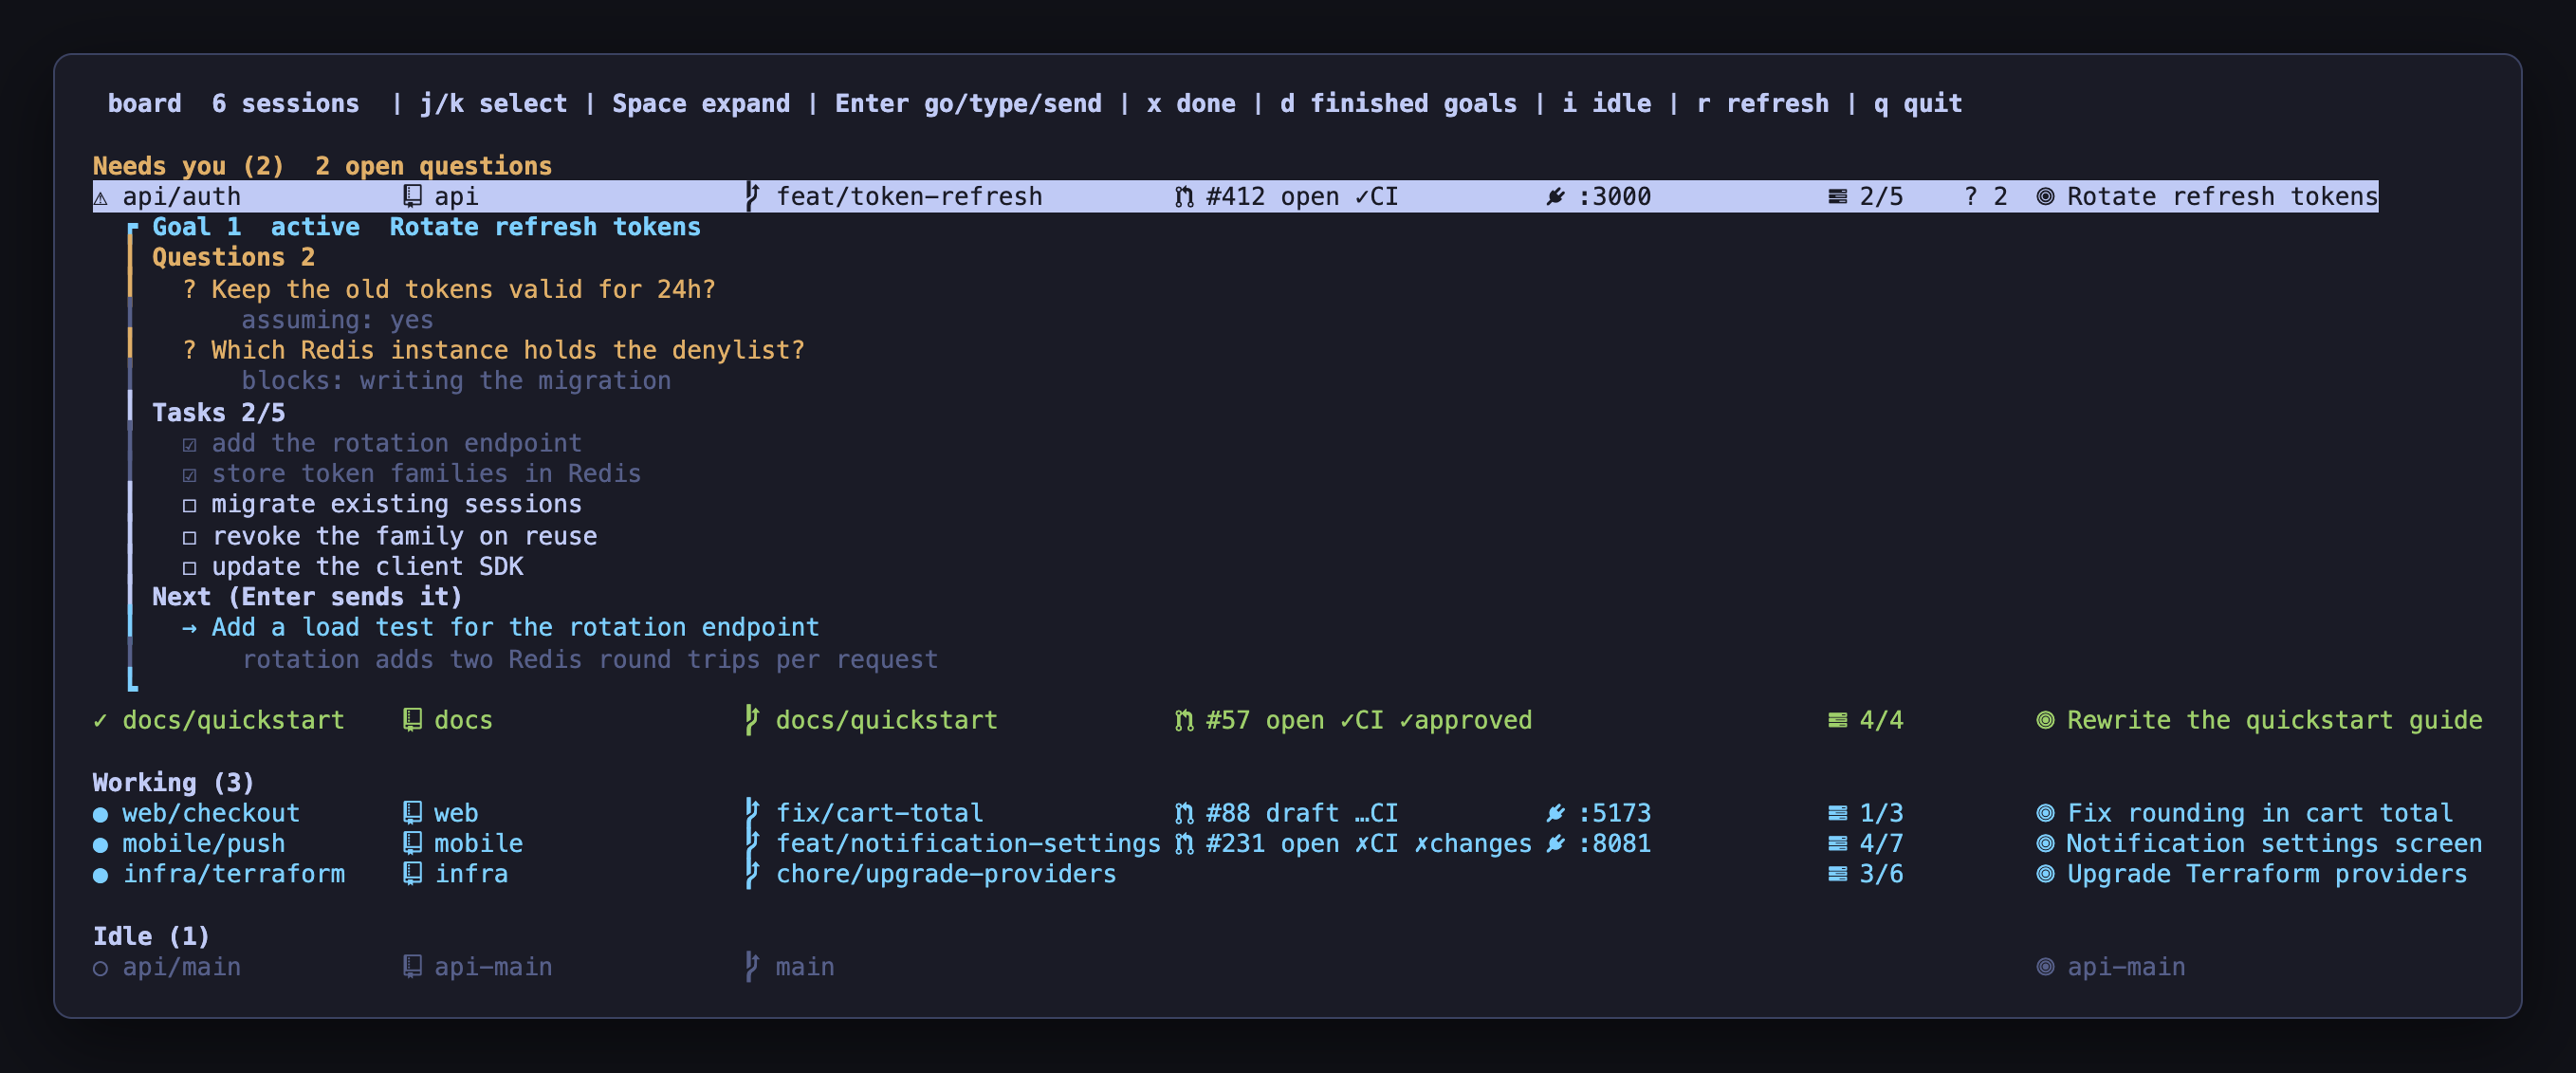 board  6 sessions  | j/k select | Space expand | Enter go/type/send | x done | d finished goals | i idle | r refresh | q quit
Needs you (2)  2 open questions
⚠ api/auth  api  feat/token-refresh  #412 open ✓CI  :3000  2/5  ? 2  Rotate refresh tokens
Goal 1  active  Rotate refresh tokens
Questions 2
? Keep the old tokens valid for 24h?
assuming: yes
? Which Redis instance holds the denylist?
blocks: writing the migration
Tasks 2/5
☑ add the rotation endpoint
☑ store token families in Redis
☐ migrate existing sessions
☐ revoke the family on reuse
☐ update the client SDK
Next (Enter sends it)
→ Add a load test for the rotation endpoint
rotation adds two Redis round trips per request
✓ docs/quickstart  docs  docs/quickstart  #57 open ✓CI ✓approved  4/4  Rewrite the quickstart guide
Working (3)
● web/checkout  web  fix/cart-total  #88 draft …CI  :5173  1/3  Fix rounding in cart total
● mobile/push  mobile  feat/notification-settings  #231 open ✗CI ✗changes  :8081  4/7  Notification settings screen
● infra/terraform  infra  chore/upgrade-providers  3/6  Upgrade Terraform providers
Idle (1)
○ api/main  api-main  main  api-main